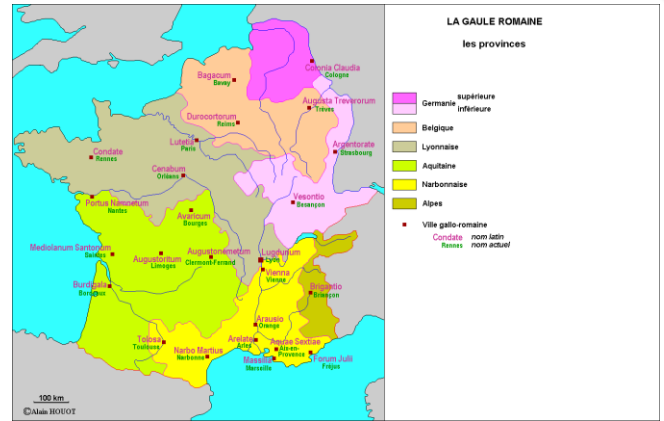 LA GAULE ROMAINE
les provinces
Germanie supérieure
inférieure
Belgique
Lyonnaise
Aquitaine
Narbonnaise
Alpes
Ville gallo-romaine
Condate nom latin
Rennes nom actuel
Colonia Claudia
Cologne
Bagacum
Bavay
Augusta Treverorum
Trèves
Durocortorum
Reims
Lutetia
Paris
Argentorate
Strasbourg
Condate
Rennes
Cenabum
Orléans
Vesontio
Besançon
Portus Namnetum
Nantes
Avaricum
Bourges
Mediolanum Santonum
Saintes
Augustoritum
Limoges
Augustonemetum
Clermont-Ferrand
Lugdunum
Lyon
Vienna
Vienne
Burdigala
Bordeaux
Brigantio
Briançon
Arausio
Orange
Tolosa
Toulouse
Narbo Martius
Narbonne
Arelate
Arles
Aquae Sextiae
Aix-en-
Provence
Massilia
Marseille
Forum Julii
Fréjus
100 km
©Alain HOUOT